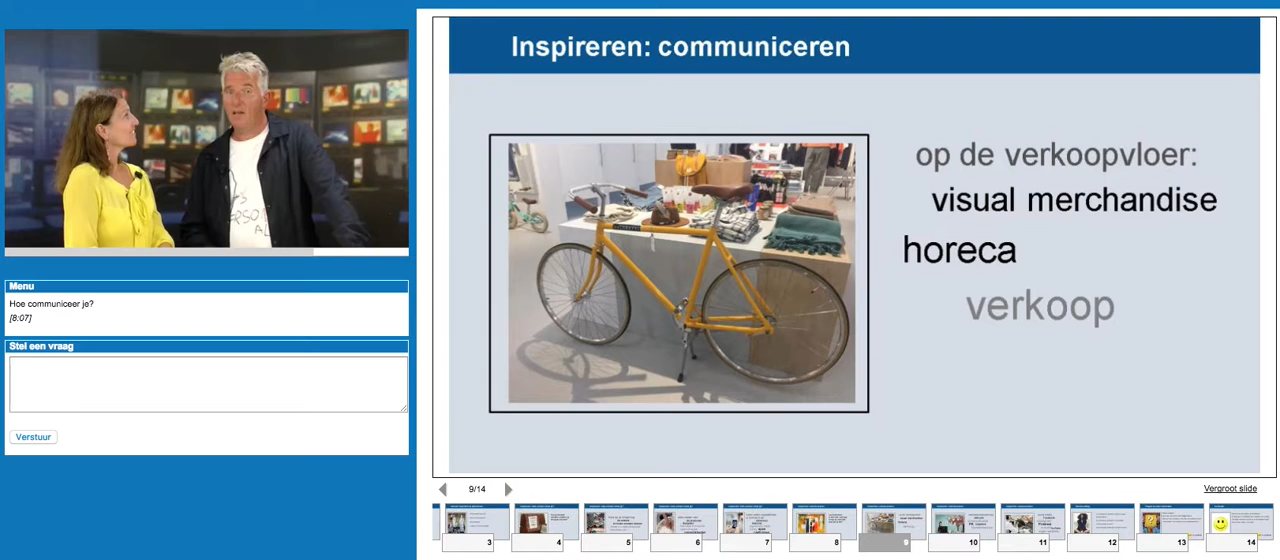 Inspireren: communiceren
op de verkoopvloer:
visual merchandise
horeca
verkoop
Menu
Hoe communiceer je?
[8:07]
Stel een vraag
Verstuur
9/14
Vergroot slide
3
4
5
6
7
8
9
10
11
12
13
14